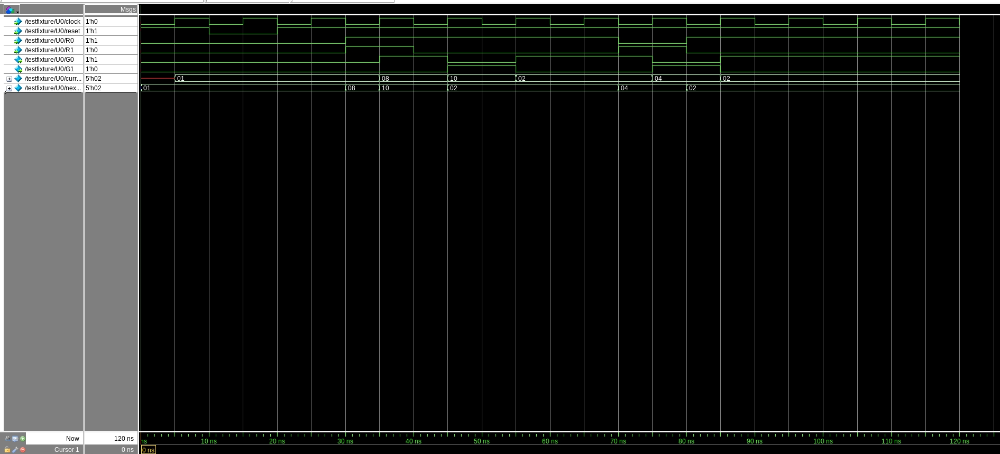 Msgs
/testfixture/U0/clock 1'h0
/testfixture/U0/reset 1'h1
/testfixture/U0/R0 1'h1
/testfixture/U0/R1 1'h0
/testfixture/U0/G0 1'h1
/testfixture/U0/G1 1'h0
/testfixture/U0/curr... 5'h02 01 08 10 02 04 02
/testfixture/U0/nex... 5'h02 01 08 10 02 04 02
Now 120 ns ns 10 ns 20 ns 30 ns 40 ns 50 ns 60 ns 70 ns 80 ns 90 ns 100 ns 110 ns 120 ns
Cursor 1 0 ns 0 ns